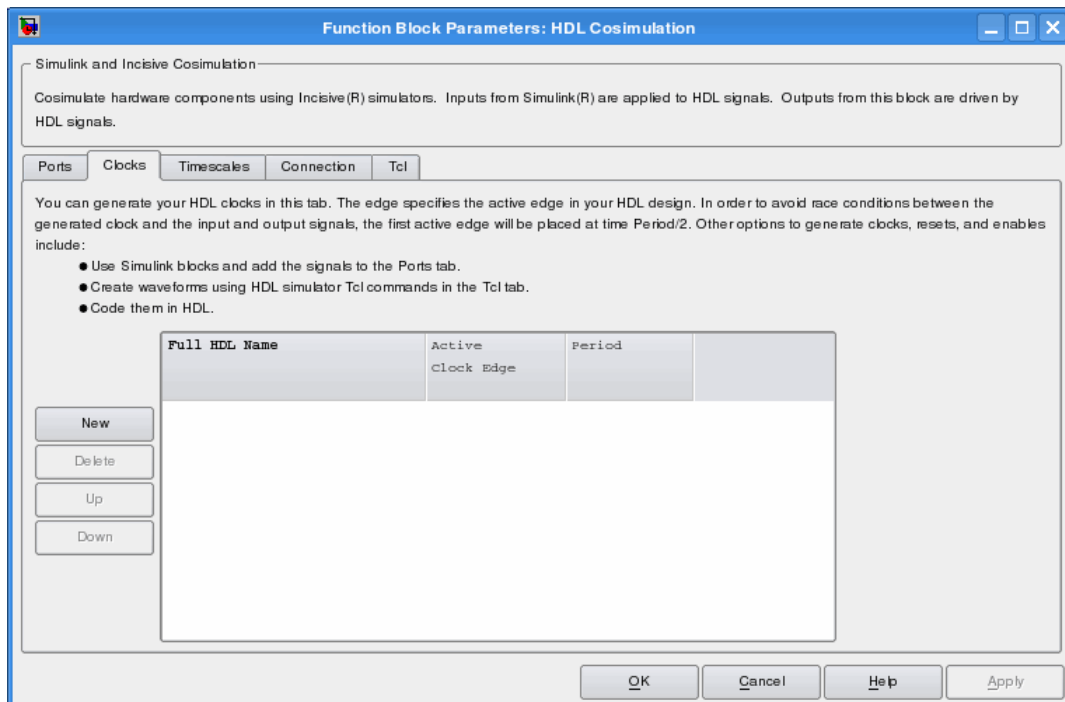 Function Block Parameters: HDL Cosimulation
Simulink and Incisive Cosimulation
Cosimulate hardware components using Incisive(R) simulators. Inputs from Simulink(R) are applied to HDL signals. Outputs from this block are driven by
HDL signals.
Ports Clocks Timescales Connection Tcl
You can generate your HDL clocks in this tab. The edge specifies the active edge in your HDL design. In order to avoid race conditions between the
generated clock and the input and output signals, the first active edge will be placed at time Period/2. Other options to generate clocks, resets, and enables
include:
● Use Simulink blocks and add the signals to the Ports tab.
● Create waveforms using HDL simulator Tcl commands in the Tcl tab.
● Code them in HDL.
Full HDL Name Active Period
Clock Edge
New
Delete
Up
Down
OK Cancel Help Apply